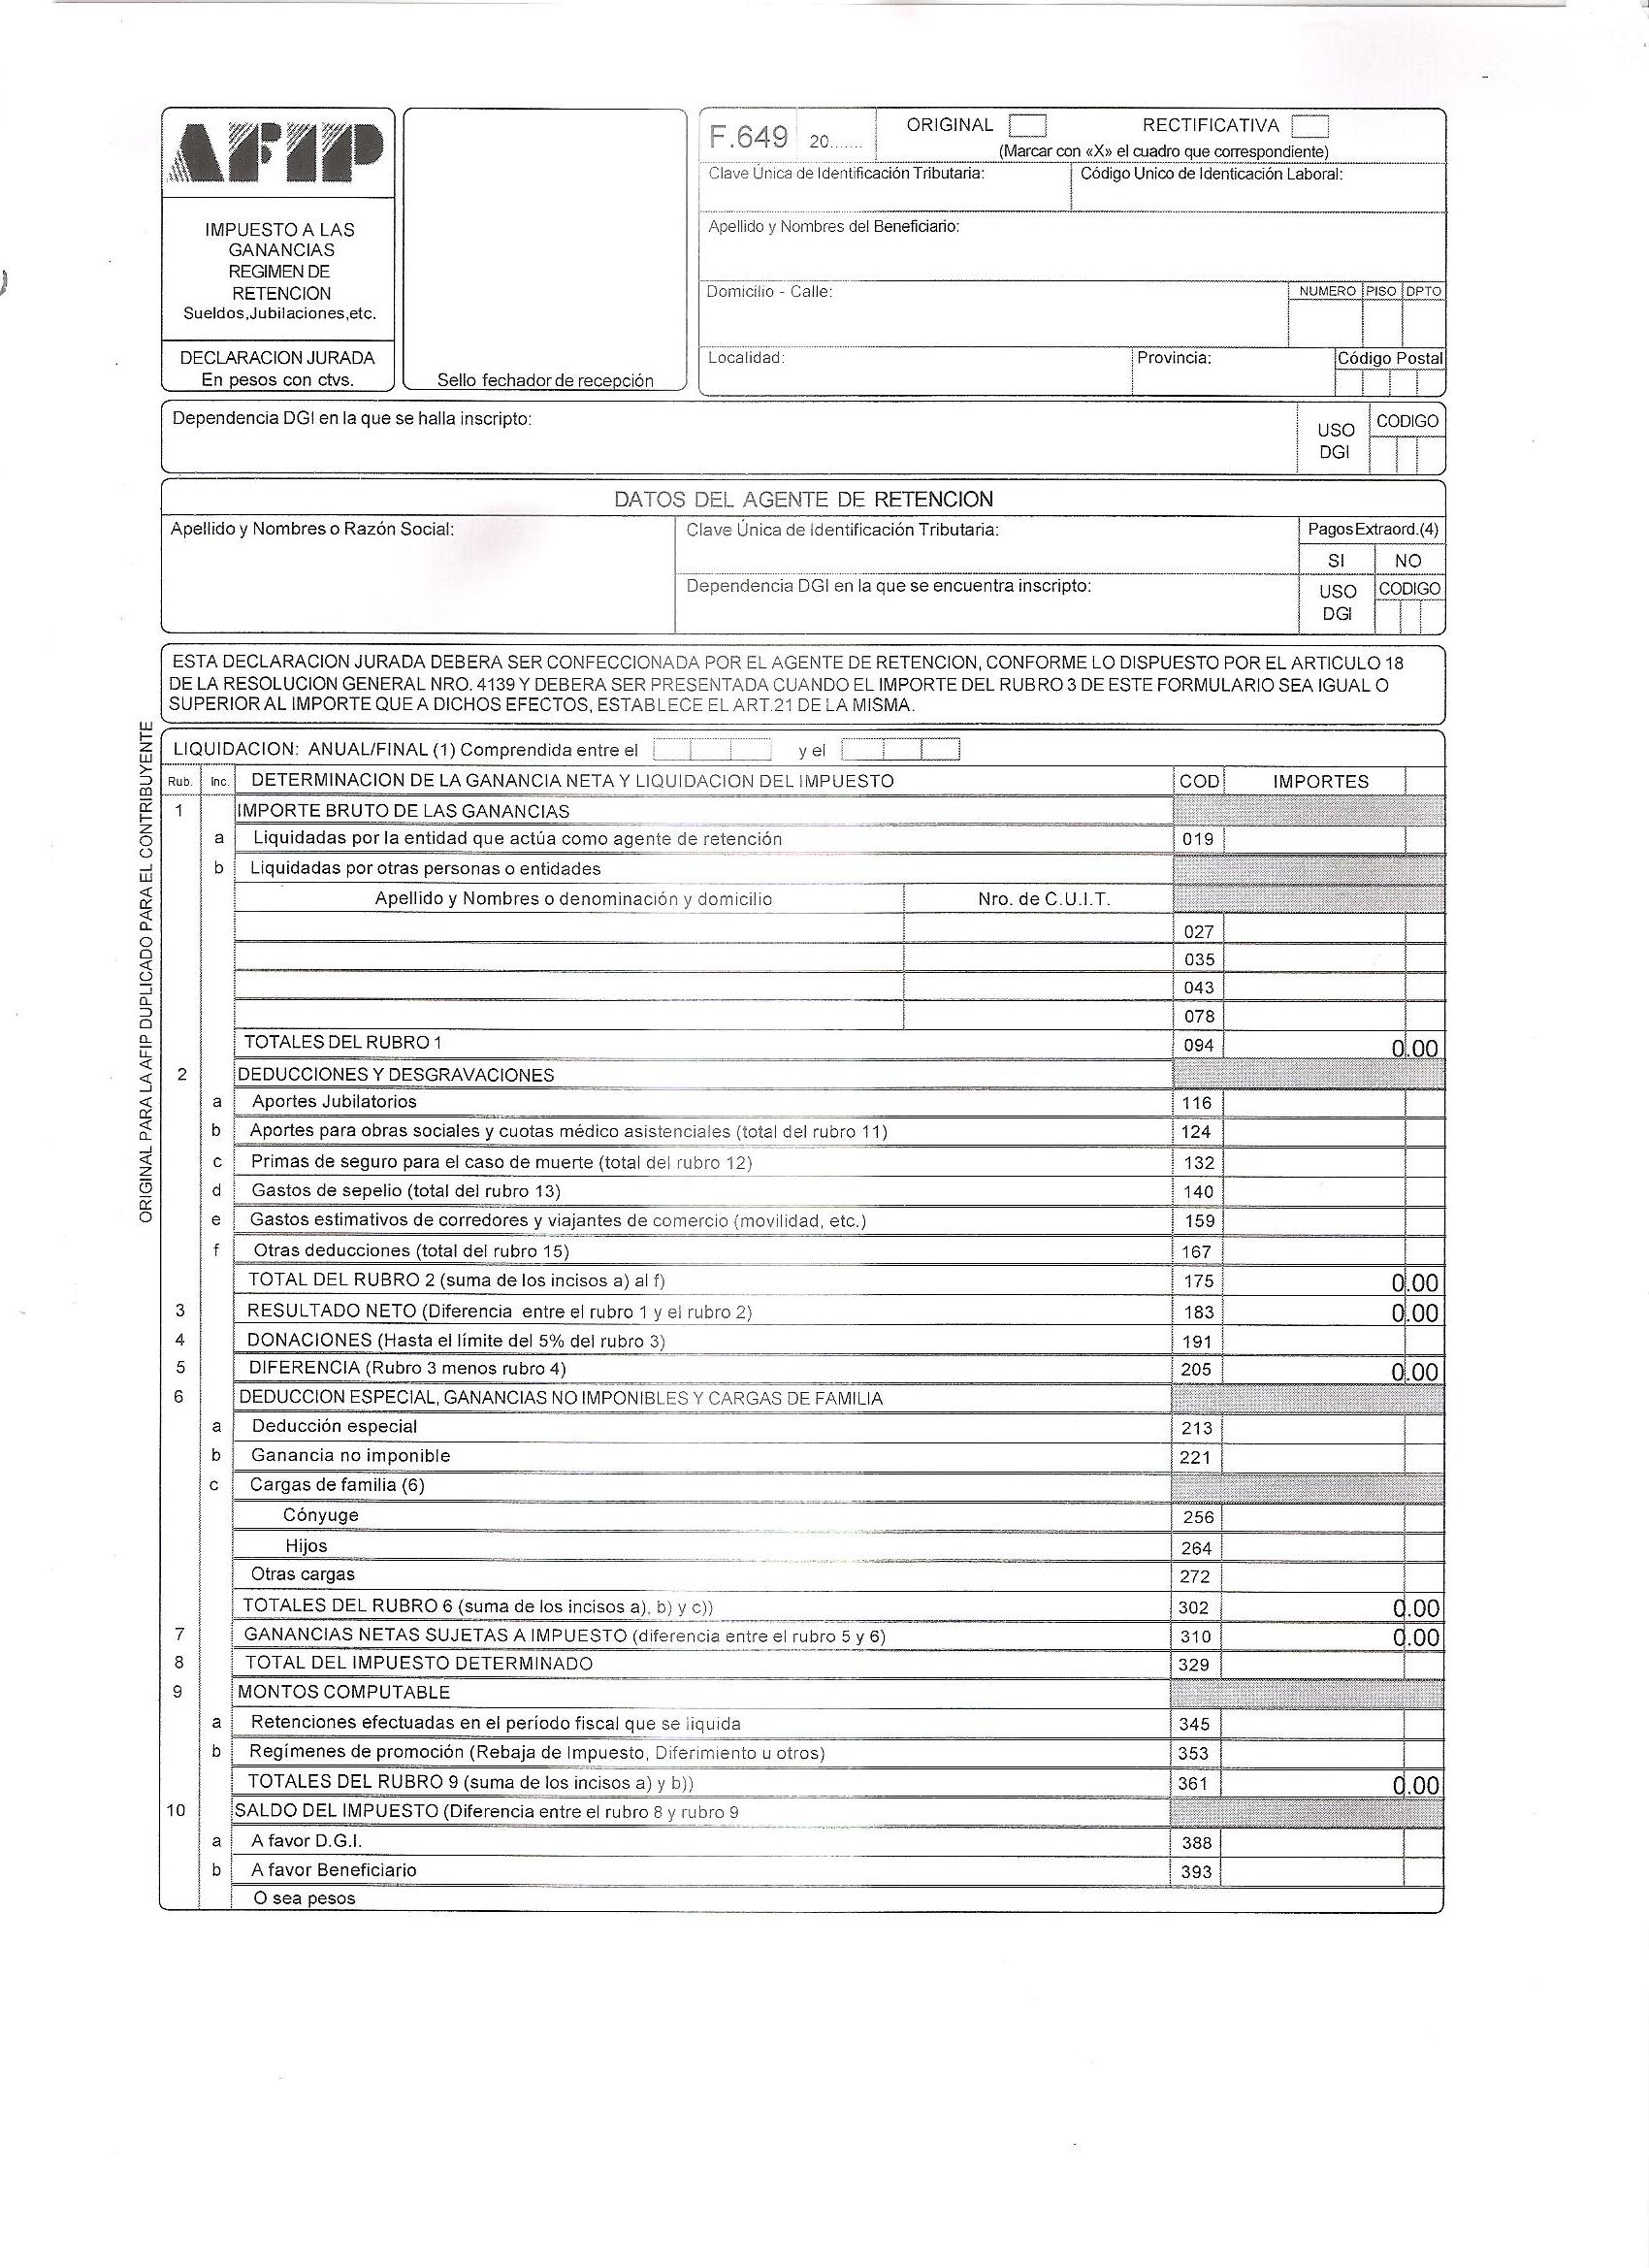 AFIP
IMPUESTO A LAS
GANANCIAS
REGIMEN DE
RETENCION
Sueldos,Jubilaciones,etc.
DECLARACION JURADA
En pesos con ctvs.
Sello fechador de recepción
F.649 20.......
ORIGINAL RECTIFICATIVA
(Marcar con «X» el cuadro que correspondiente)
Clave Única de Identificación Tributaria: Código Unico de Identicación Laboral:
Apellido y Nombres del Beneficiario:
Domicilio - Calle: NUMERO PISO DPTO
Localidad: Provincia: Código Postal
Dependencia DGI en la que se halla inscripto: USO DGI CODIGO
DATOS DEL AGENTE DE RETENCION
Apellido y Nombres o Razón Social: Clave Única de Identificación Tributaria: Pagos Extraord.(4)
SI NO
Dependencia DGI en la que se encuentra inscripto: USO DGI CODIGO
ESTA DECLARACION JURADA DEBERA SER CONFECCIONADA POR EL AGENTE DE RETENCION, CONFORME LO DISPUESTO POR EL ARTICULO 18
DE LA RESOLUCION GENERAL NRO. 4139 Y DEBERA SER PRESENTADA CUANDO EL IMPORTE DEL RUBRO 3 DE ESTE FORMULARIO SEA IGUAL O
SUPERIOR AL IMPORTE QUE A DICHOS EFECTOS, ESTABLECE EL ART.21 DE LA MISMA.
ORIGINAL PARA LA AFIP DUPLICADO PARA EL CONTRIBUYENTE
LIQUIDACION: ANUAL/FINAL (1) Comprendida entre el y el
Rub. Inc. DETERMINACION DE LA GANANCIA NETA Y LIQUIDACION DEL IMPUESTO COD IMPORTES
1 IMPORTE BRUTO DE LAS GANANCIAS
a Liquidadas por la entidad que actúa como agente de retención 019
b Liquidadas por otras personas o entidades
Apellido y Nombres o denominación y domicilio Nro. de C.U.I.T.
027
035
043
078
TOTALES DEL RUBRO 1 094 0.00
2 DEDUCCIONES Y DESGRAVACIONES
a Aportes Jubilatorios 116
b Aportes para obras sociales y cuotas médico asistenciales (total del rubro 11) 124
c Primas de seguro para el caso de muerte (total del rubro 12) 132
d Gastos de sepelio (total del rubro 13) 140
e Gastos estimativos de corredores y viajantes de comercio (movilidad, etc.) 159
f Otras deducciones (total del rubro 15) 167
TOTAL DEL RUBRO 2 (suma de los incisos a) al f) 175 0.00
3 RESULTADO NETO (Diferencia entre el rubro 1 y el rubro 2) 183 0.00
4 DONACIONES (Hasta el límite del 5% del rubro 3) 191
5 DIFERENCIA (Rubro 3 menos rubro 4) 205 0.00
6 DEDUCCION ESPECIAL, GANANCIAS NO IMPONIBLES Y CARGAS DE FAMILIA
a Deducción especial 213
b Ganancia no imponible 221
c Cargas de familia (6)
Cónyuge 256
Hijos 264
Otras cargas 272
TOTALES DEL RUBRO 6 (suma de los incisos a), b) y c)) 302 0.00
7 GANANCIAS NETAS SUJETAS A IMPUESTO (diferencia entre el rubro 5 y 6) 310 0.00
8 TOTAL DEL IMPUESTO DETERMINADO 329
9 MONTOS COMPUTABLE
a Retenciones efectuadas en el período fiscal que se liquida 345
b Regímenes de promoción (Rebaja de Impuesto, Diferimiento u otros) 353
TOTALES DEL RUBRO 9 (suma de los incisos a) y b)) 361 0.00
10 SALDO DEL IMPUESTO (Diferencia entre el rubro 8 y rubro 9
a A favor D.G.I. 388
b A favor Beneficiario 393
O sea pesos